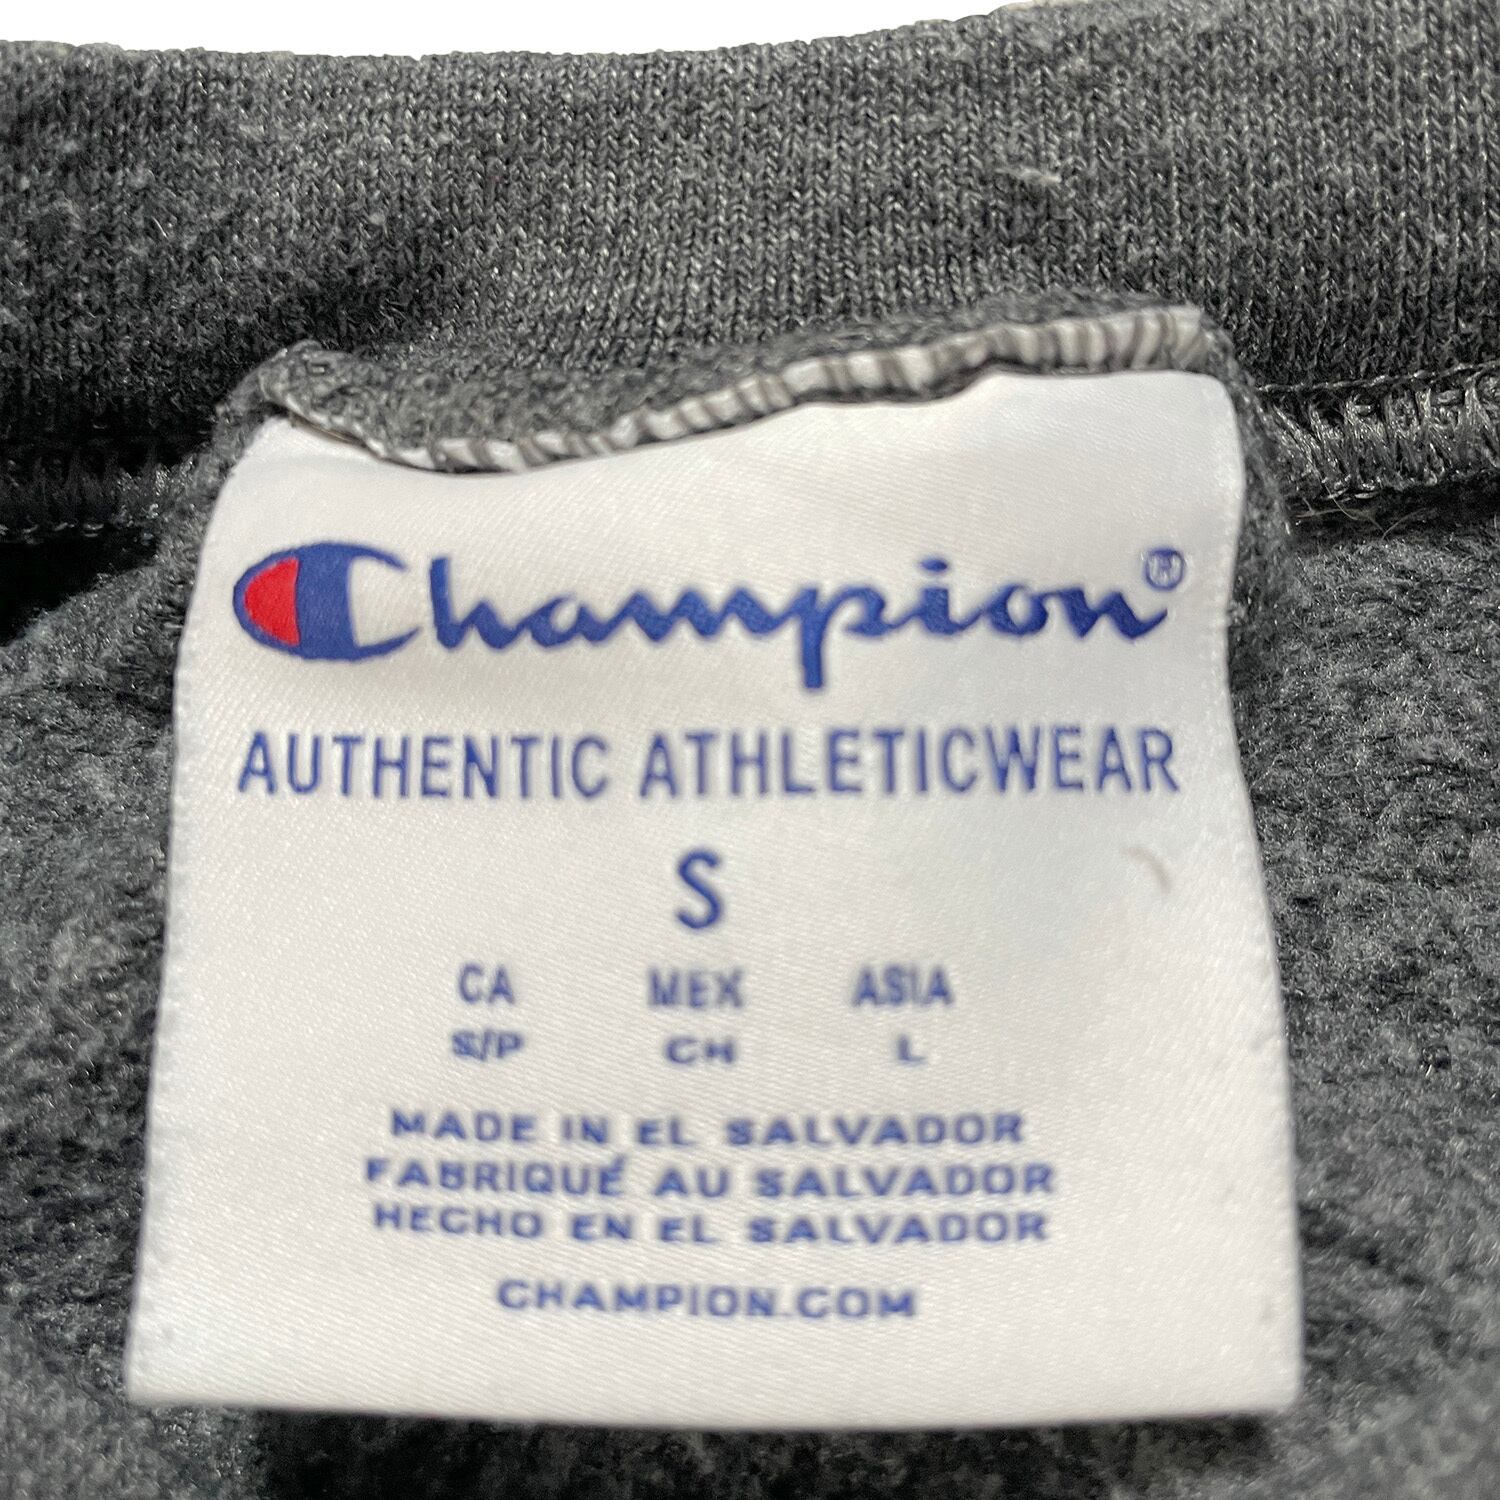 Champion®
AUTHENTIC ATHLETICWEAR
S
CA MEX ASIA
S/P CH L
MADE IN EL SALVADOR
FABRIQUÉ AU SALVADOR
HECHO EN EL SALVADOR
CHAMPION.COM